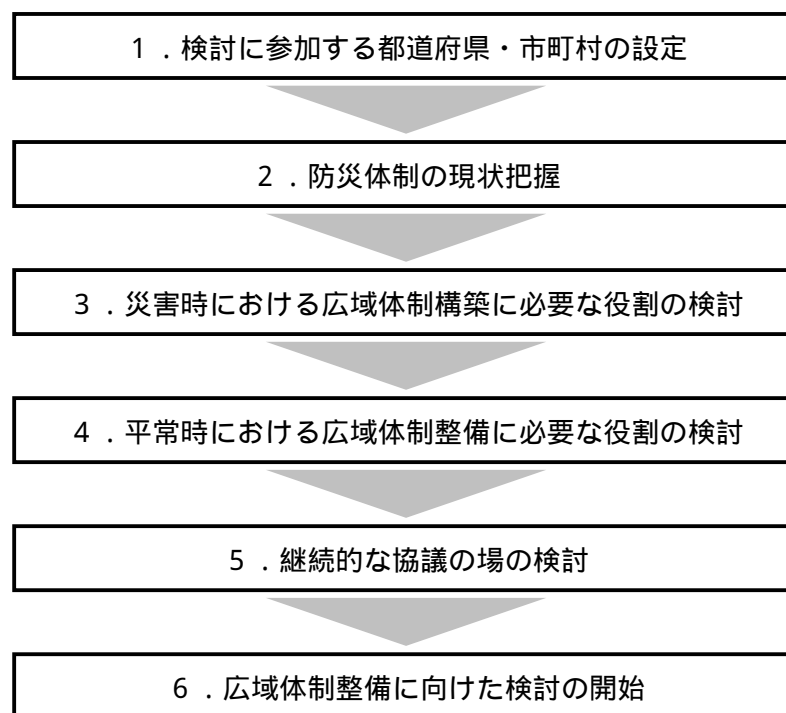 1．検討に参加する都道府県・市町村の設定
2．防災体制の現状把握
3．災害時における広域体制構築に必要な役割の検討
4．平常時における広域体制整備に必要な役割の検討
5．継続的な協議の場の検討
6．広域体制整備に向けた検討の開始